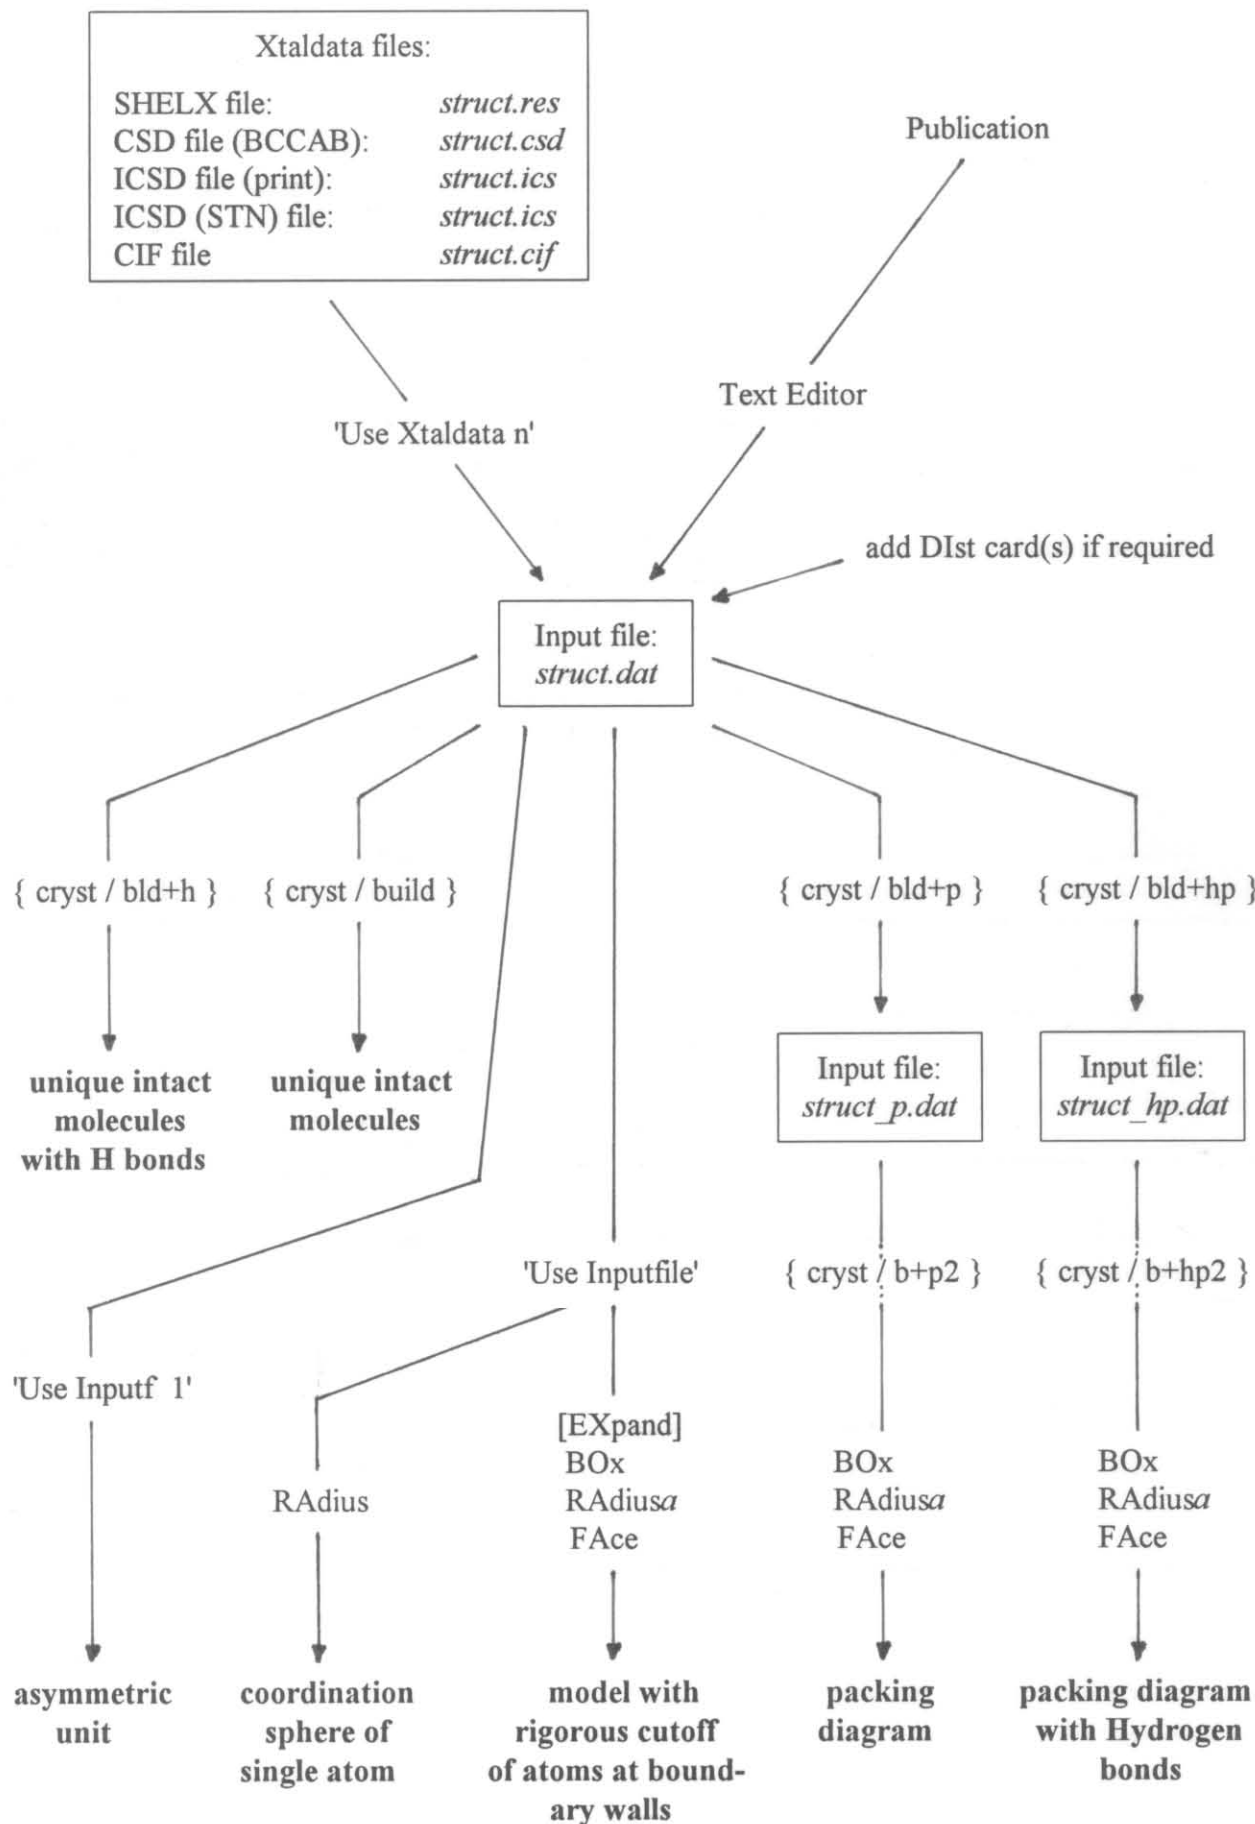 Xtaldata files:
SHELX file: struct.res
CSD file (BCCAB): struct.csd
ICSD file (print): struct.ics
ICSD (STN) file: struct.ics
CIF file struct.cif
Publication
Text Editor
'Use Xtaldata n'
add DIst card(s) if required
Input file:
struct.dat
{ cryst / bld+h }
{ cryst / build }
{ cryst / bld+p }
{ cryst / bld+hp }
unique intact
molecules
with H bonds
unique intact
molecules
Input file:
struct_p.dat
Input file:
struct_hp.dat
'Use Inputfile'
{ cryst / b+p2 }
{ cryst / b+hp2 }
'Use Inputf 1'
RAdius
[EXpand]
BOx
RAdiusa
FAce
BOx
RAdiusa
FAce
BOx
RAdiusa
FAce
asymmetric
unit
coordination
sphere of
single atom
model with
rigorous cutoff
of atoms at bound-
ary walls
packing
diagram
packing diagram
with Hydrogen
bonds